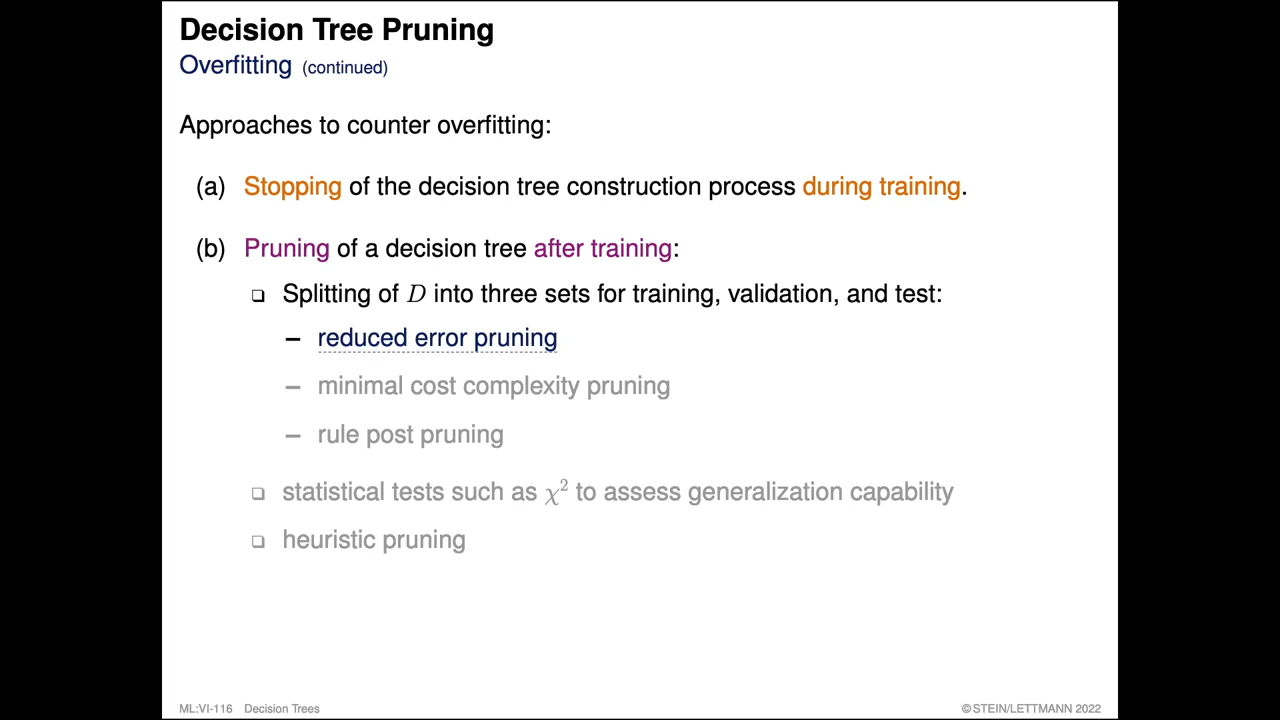 Decision Tree Pruning
Overfitting (continued)
Approaches to counter overfitting:
(a) Stopping of the decision tree construction process during training.
(b) Pruning of a decision tree after training:
❑ Splitting of D into three sets for training, validation, and test:
– reduced error pruning
– minimal cost complexity pruning
– rule post pruning
❑ statistical tests such as χ² to assess generalization capability
❑ heuristic pruning
ML:VI-116 Decision Trees
©STEIN/LETTMANN 2022